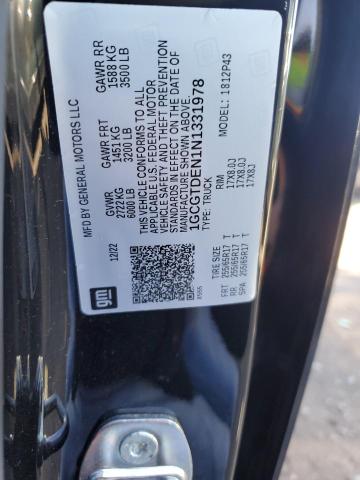 MFD BY GENERAL MOTORS LLC
12/22
GVWR
2722 KG
6000 LB
GAWR FRT
1451 KG
3200 LB
GAWR RR
1588 KG
3500 LB
THIS VEHICLE CONFORMS TO ALL
APPLICABLE U.S. FEDERAL MOTOR
VEHICLE SAFETY AND THEFT PREVENTION
STANDARDS IN EFFECT ON THE DATE OF
MANUFACTURE SHOWN ABOVE.
1GCGTDEN1N1331978
TYPE: TRUCK
1812P43
gm
TIRE SIZE RIM
FRT 255/65R17 T 17X8.0J
RR 255/65R17 T 17X8.0J
SPA 255/65R17 T 17X8J